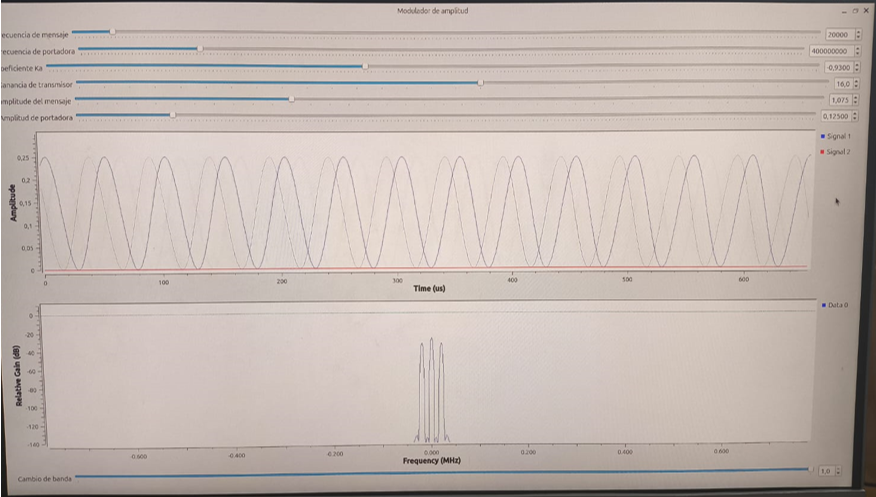 Modulador de amplitud
ecuencia de mensaje 20000
recuencia de portadora 400000000
oeficiente Ka -0,9300
anancia de transmisor 16,0
mplitude del mensaje 1,075
Amplitud de portadora 0,12500
Signal 1
Signal 2
Amplitude
0,25
0,2
0,15
0,1
0,05
0
0 100 200 300 400 500 600
Time (us)
Data 0
Relative Gain (dB)
0
-20
-40
-60
-80
-100
-120
-140
-0.800 -0.400 -0.200 0.000 0.200 0.400 0.600
Frequency (MHz)
Cambio de banda 1,0